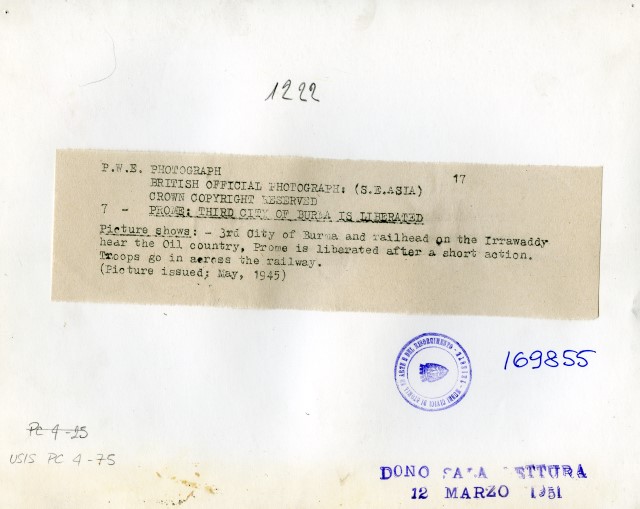 1222
P.W.E. PHOTOGRAPH
17
BRITISH OFFICIAL PHOTOGRAPH: (S.E.ASIA)
CROWN COPYRIGHT RESERVED
7 - PROME: THIRD CITY OF BURMA IS LIBERATED
Picture shows: - 3rd City of Burma and railhead on the Irrawaddy
hear the Oil country, Prome is liberated after a short action.
Troops go in across the railway.
(Picture issued; May, 1945)
169855
PC 4-25
USIS PC 4-75
DONO SALA LETTURA
12 MARZO 1951